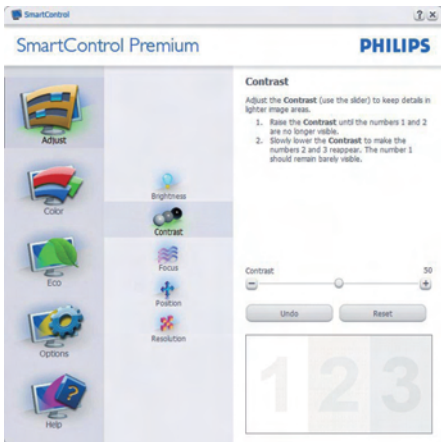 SmartControl
? x
SmartControl Premium
PHILIPS
Adjust
Color
Eco
Options
Help
Brightness
Contrast
Focus
Position
Resolution
Contrast
Adjust the Contrast (use the slider) to keep details in
lighter image areas.
1. Raise the Contrast until the numbers 1 and 2
are no longer visible.
2. Slowly lower the Contrast to make the
numbers 2 and 3 reappear. The number 1
should remain barely visible.
Contrast 50
Undo Reset
1 2 3